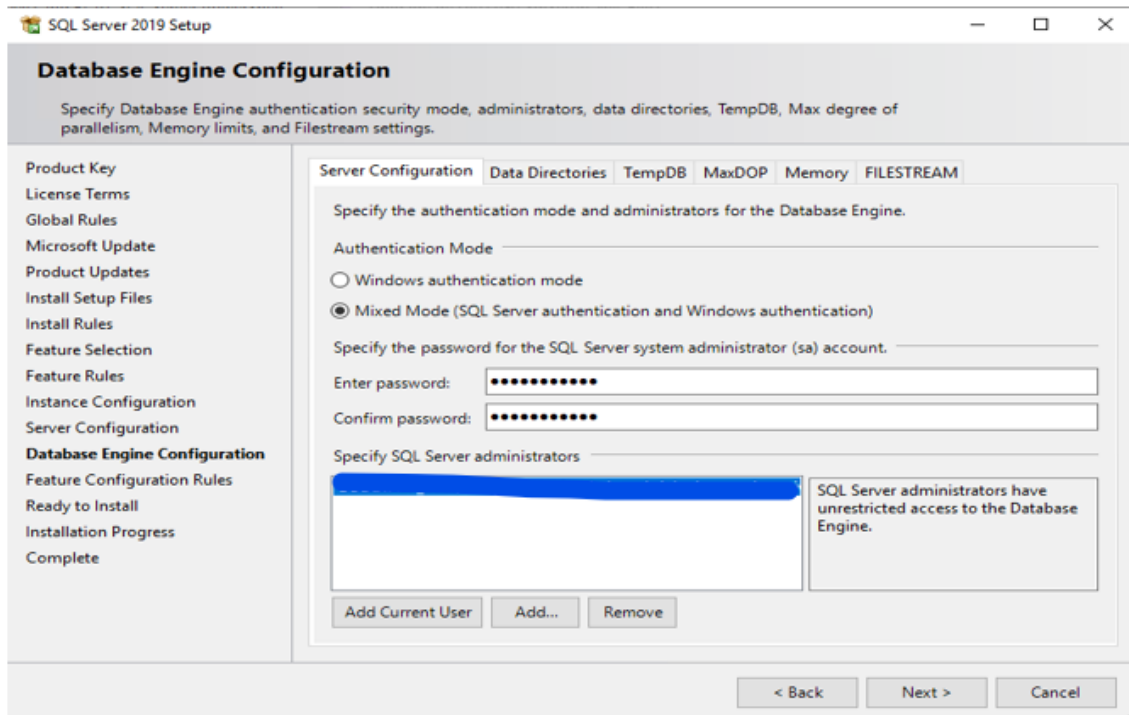 SQL Server 2019 Setup
Database Engine Configuration
Specify Database Engine authentication security mode, administrators, data directories, TempDB, Max degree of
parallelism, Memory limits, and Filestream settings.
Product Key
License Terms
Global Rules
Microsoft Update
Product Updates
Install Setup Files
Install Rules
Feature Selection
Feature Rules
Instance Configuration
Server Configuration
Database Engine Configuration
Feature Configuration Rules
Ready to Install
Installation Progress
Complete
Server Configuration Data Directories TempDB MaxDOP Memory FILESTREAM
Specify the authentication mode and administrators for the Database Engine.
Authentication Mode
Windows authentication mode
Mixed Mode (SQL Server authentication and Windows authentication)
Specify the password for the SQL Server system administrator (sa) account.
Enter password: •••••••••••
Confirm password: •••••••••••
Specify SQL Server administrators
SQL Server administrators have
unrestricted access to the Database
Engine.
Add Current User Add... Remove
< Back Next > Cancel